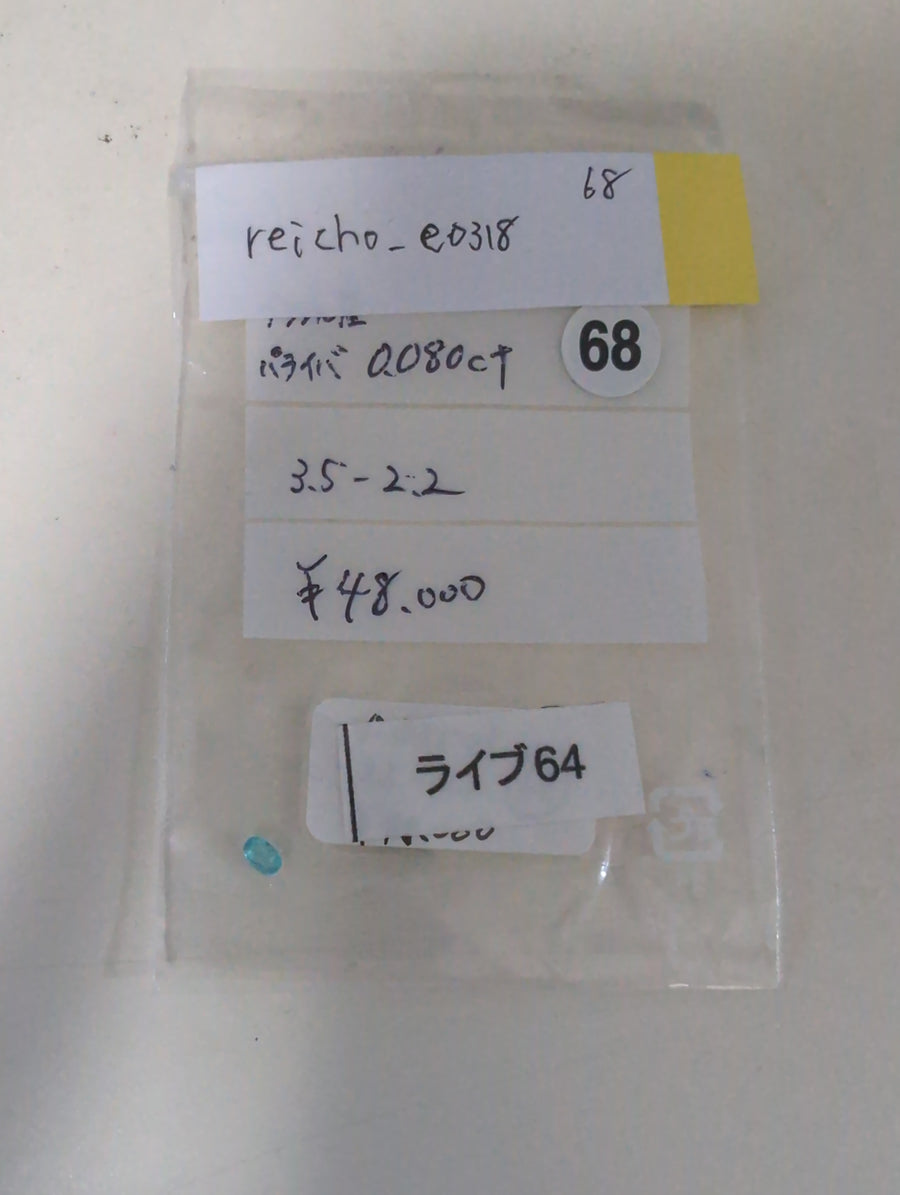 68
reicho_e0318
パライバ 0.080ct
68
3.5-2.2
¥48.000
ライブ64